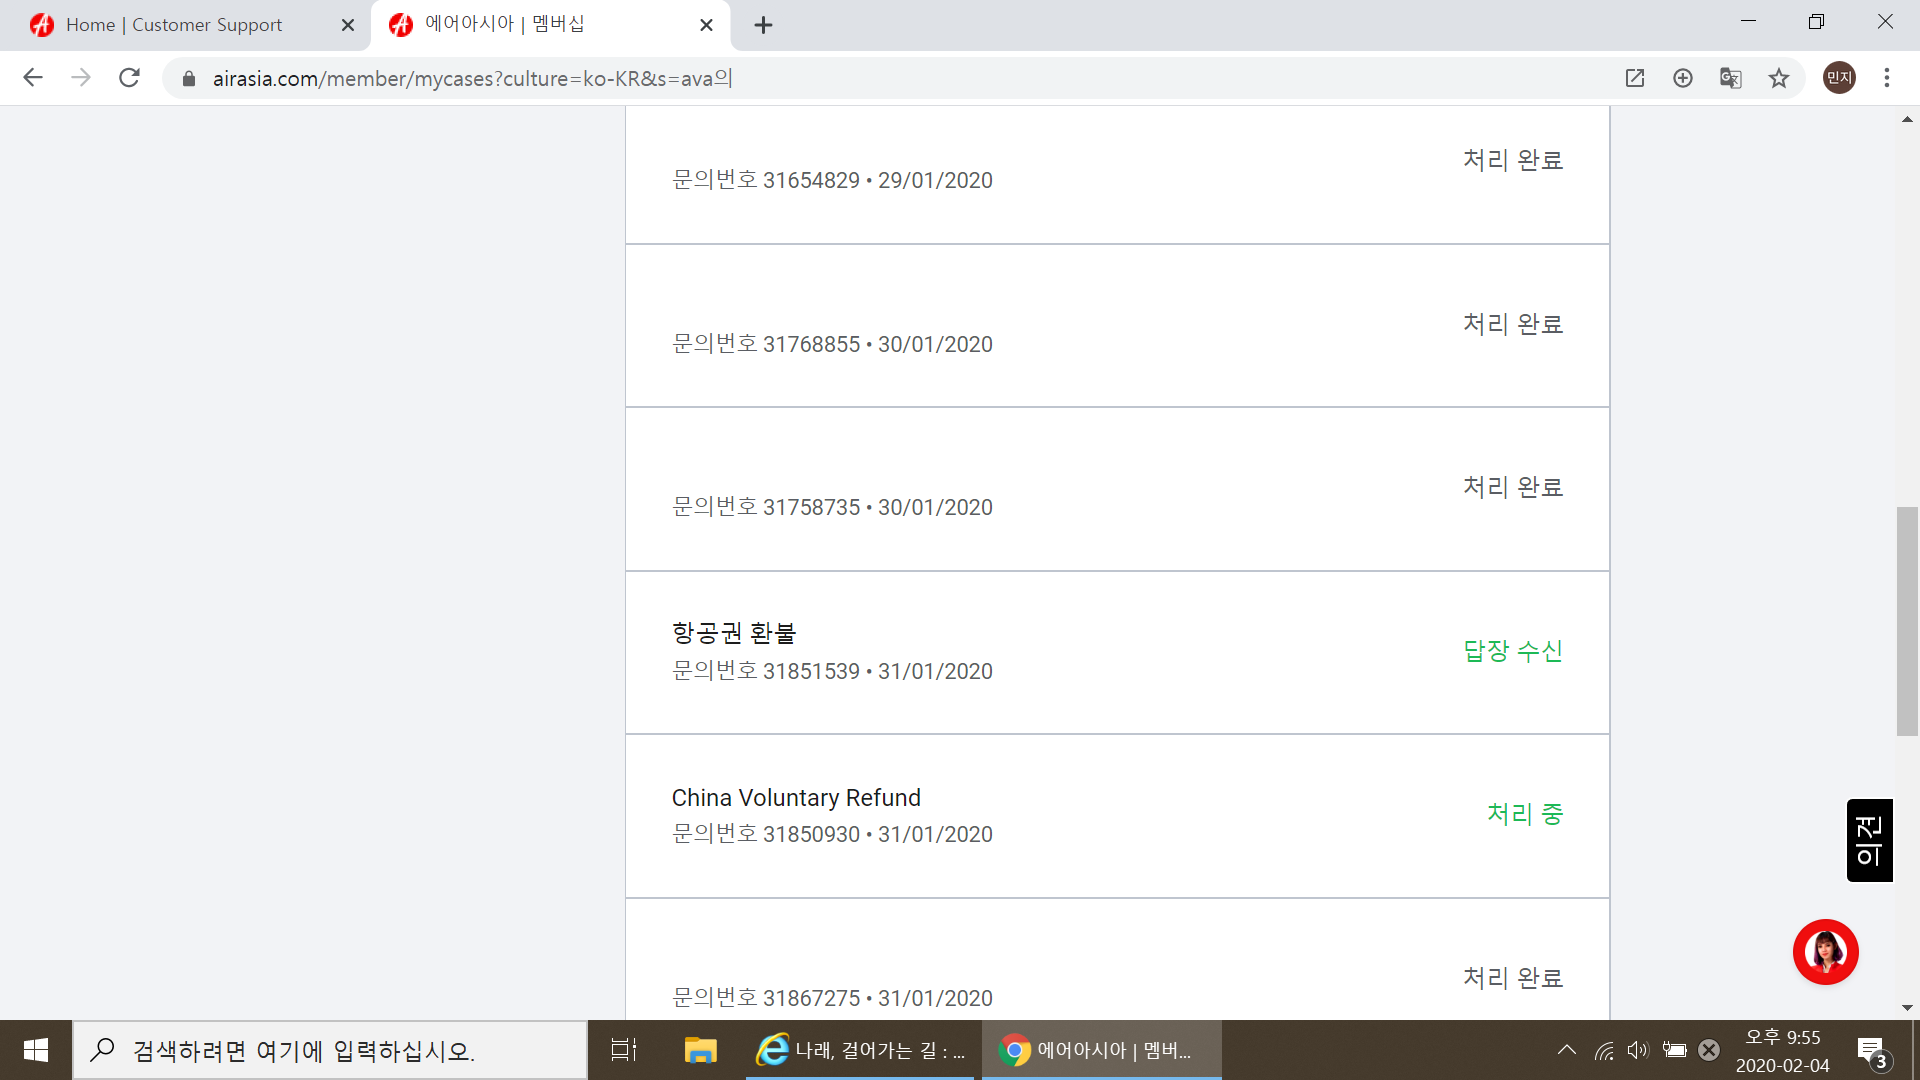 Home | Customer Support
에어아시아 | 멤버십
airasia.com/member/mycases?culture=ko-KR&s=ava의
민지
처리 완료
문의번호 31654829 • 29/01/2020
처리 완료
문의번호 31768855 • 30/01/2020
처리 완료
문의번호 31758735 • 30/01/2020
항공권 환불
답장 수신
문의번호 31851539 • 31/01/2020
China Voluntary Refund
처리 중
문의번호 31850930 • 31/01/2020
의견
처리 완료
문의번호 31867275 • 31/01/2020
검색하려면 여기에 입력하십시오.
나래, 걸어가는 길 : ...
에어아시아 | 멤버...
오후 9:55
2020-02-04
3